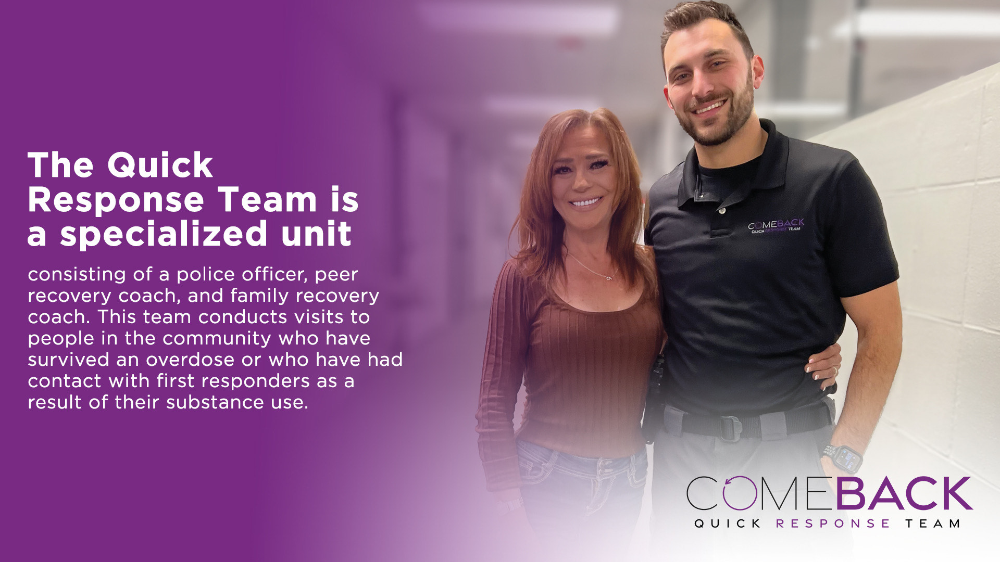 The Quick
Response Team is
a specialized unit
consisting of a police officer, peer
recovery coach, and family recovery
coach. This team conducts visits to
people in the community who have
survived an overdose or who have had
contact with first responders as a
result of their substance use.
COMEBACK
QUICK RESPONSE TEAM
COMEBACK
QUICK RESPONSE TEAM